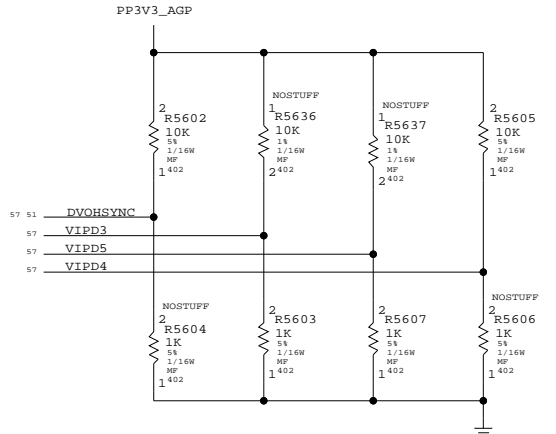 PP3V3_AGP
2
R5602
10K
5%
1/16W
MF
402
1
NOSTUFF
1
R5636
10K
1%
1/16W
MF
402
2
NOSTUFF
1
R5637
10K
1%
1/16W
MF
402
2
2
R5605
10K
5%
1/16W
MF
402
1
57 51 DVOHSYNC
57 VIPD3
57 VIPD5
57 VIPD4
NOSTUFF
2
R5604
1K
5%
1/16W
MF
402
1
2
R5603
1K
5%
1/16W
MF
402
1
2
R5607
1K
5%
1/16W
MF
402
1
NOSTUFF
2
R5606
1K
5%
1/16W
MF
402
1